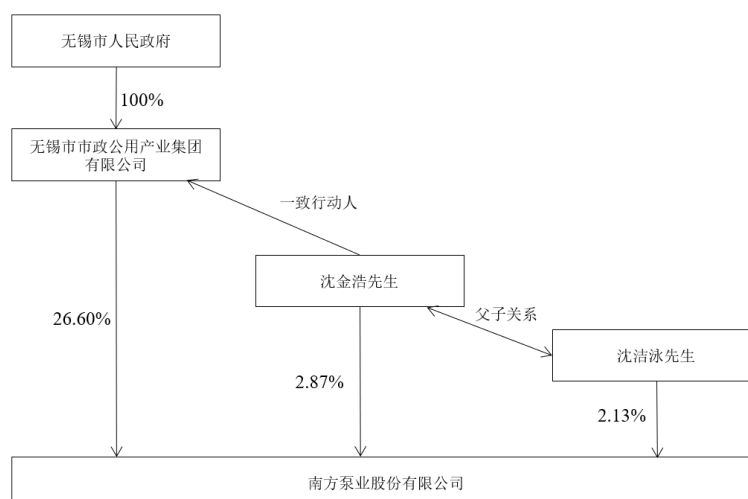 无锡市人民政府
100%
无锡市市政公用产业集团
有限公司
一致行动人
沈金浩先生
26.60%
父子关系
沈洁泳先生
2.87%
2.13%
南方泵业股份有限公司